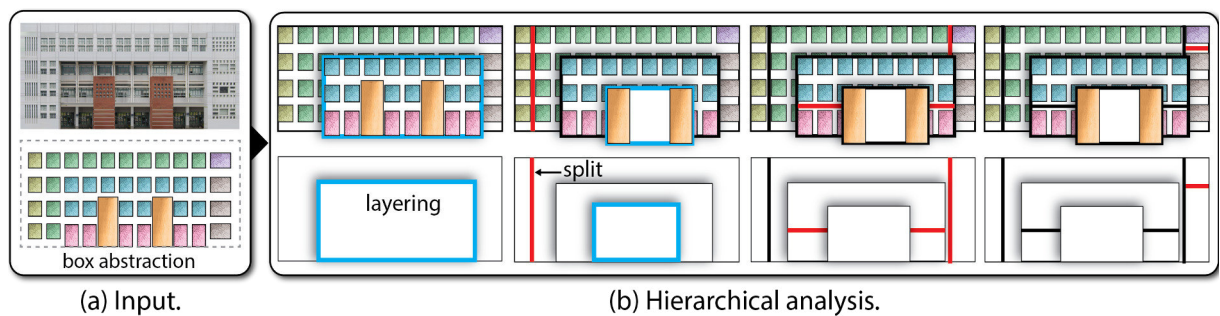 layering
split
box abstraction
(a) Input.
(b) Hierarchical analysis.